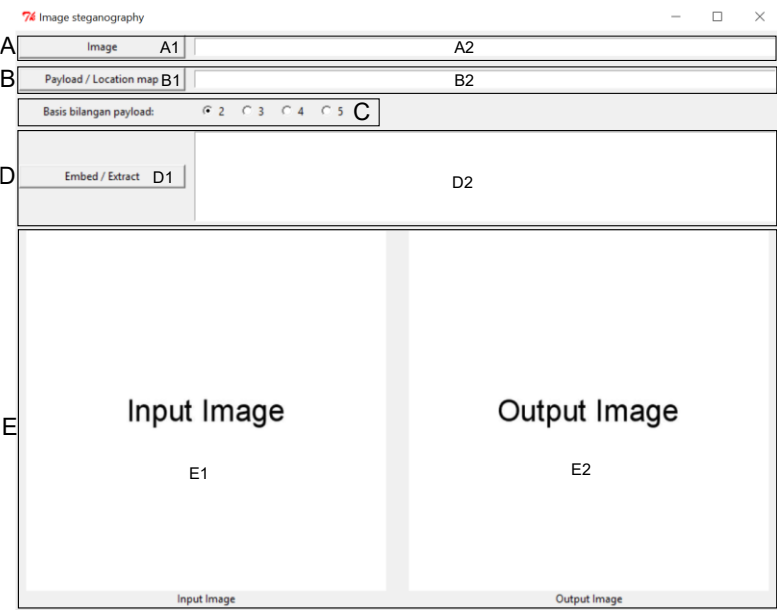 Image steganography
A Image A1 A2
B Payload / Location map B1 B2
Basis bilangan payload: 2 3 4 5 C
D Embed / Extract D1 D2
Input Image Output Image
E
E1 E2
Input Image Output Image